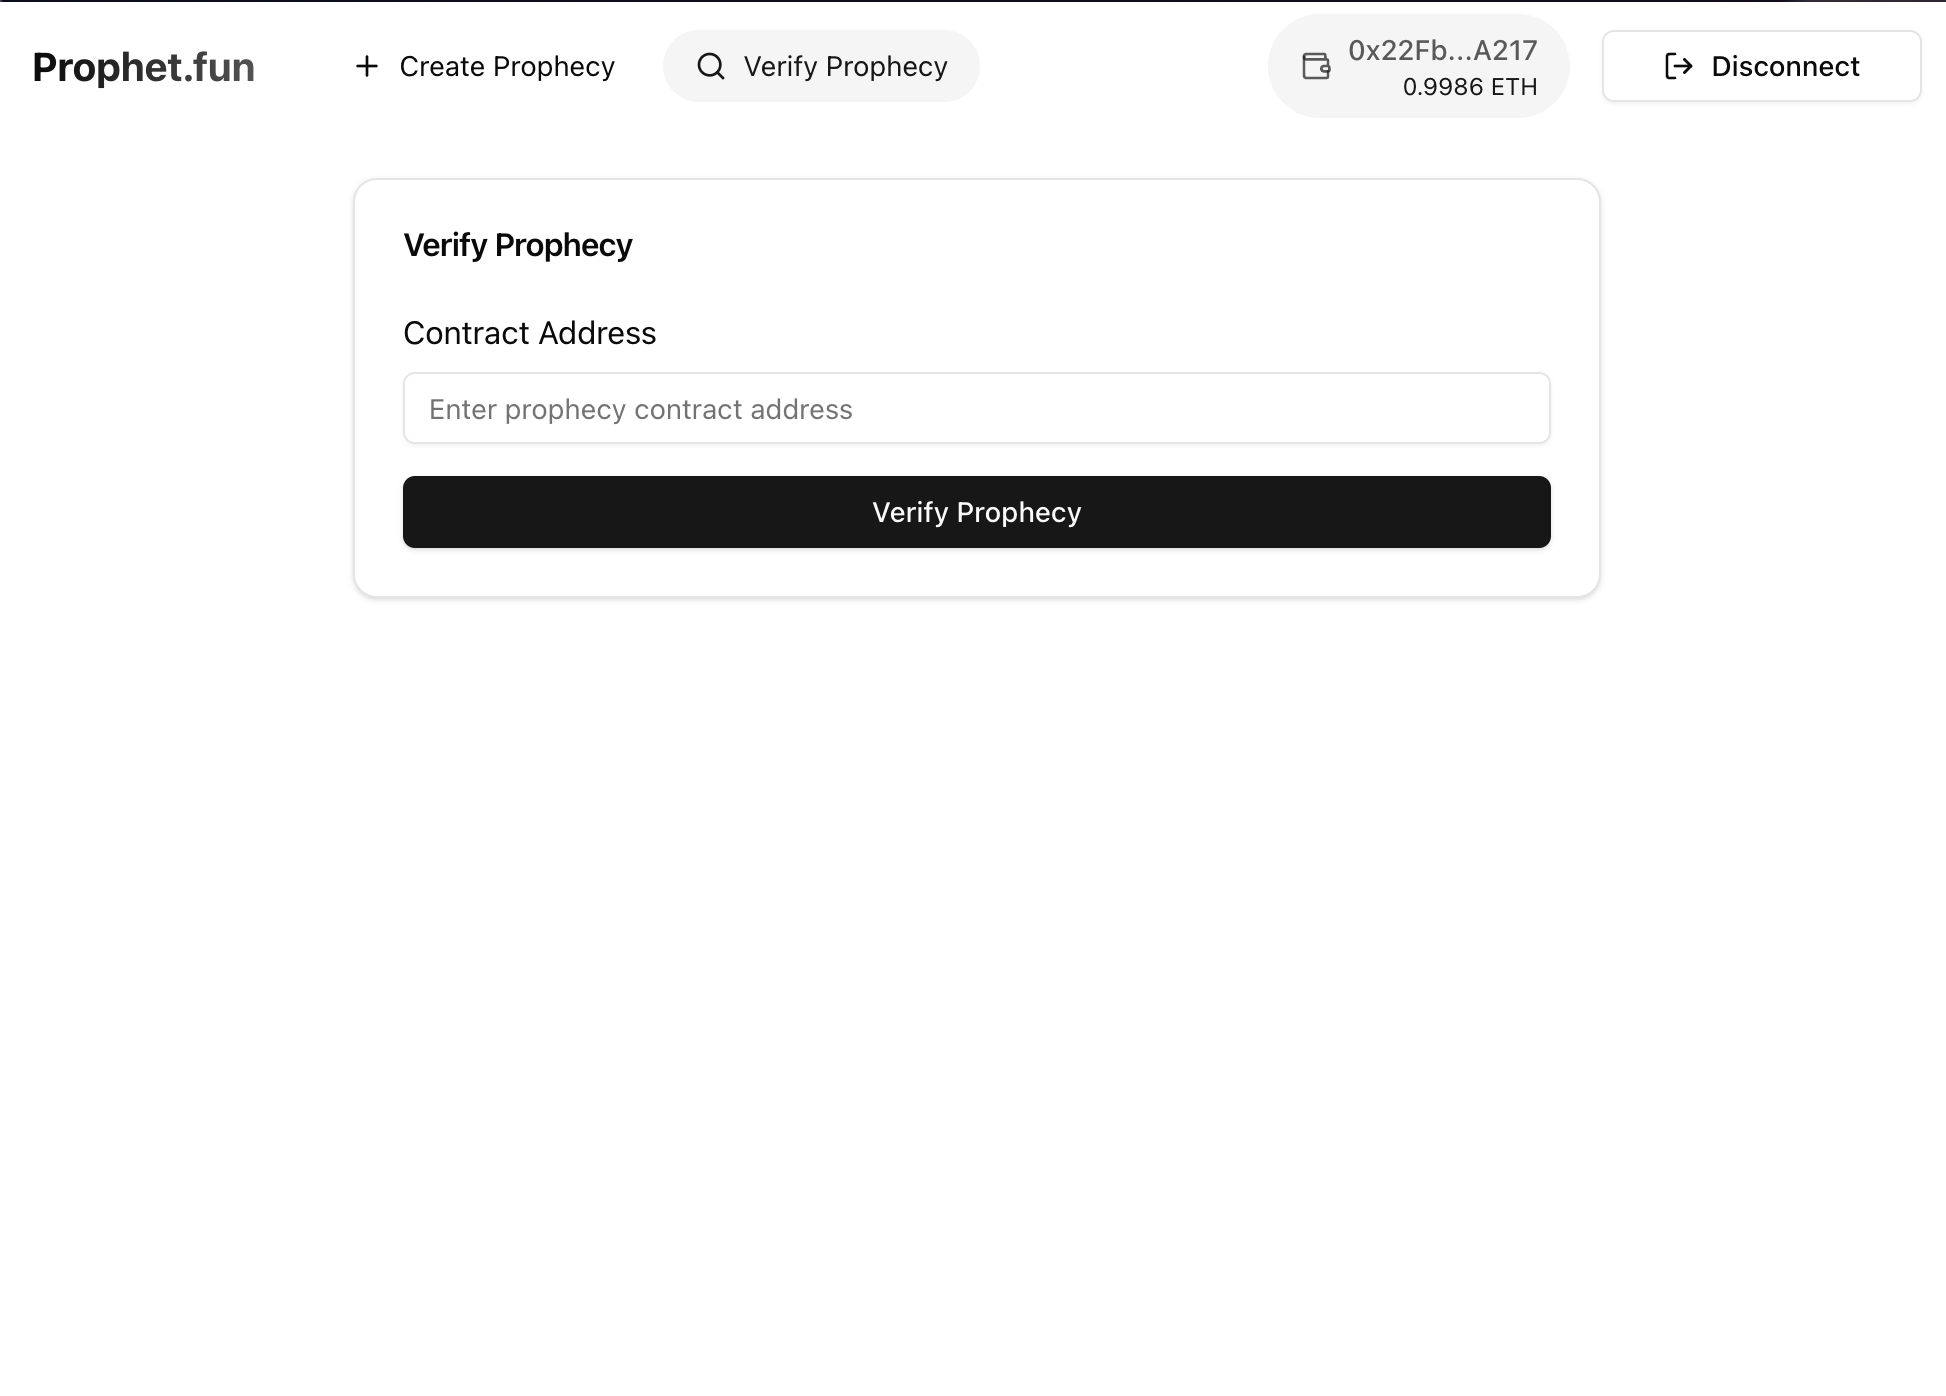 Prophet.fun
Create Prophecy
Verify Prophecy
0x22Fb...A217
0.9986 ETH
Disconnect
Verify Prophecy
Contract Address
Enter prophecy contract address
Verify Prophecy